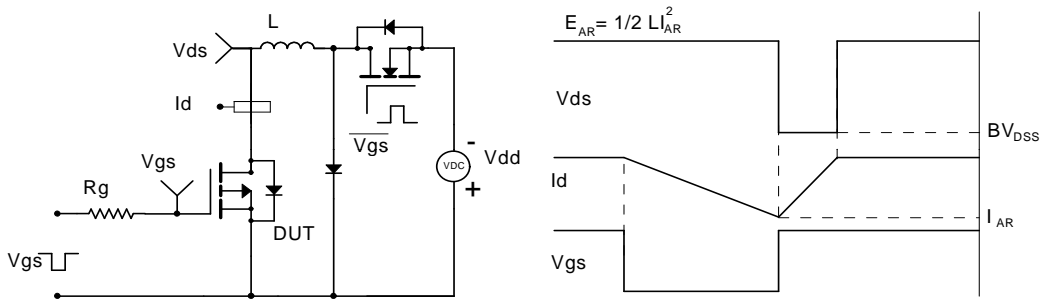 L
Vds
Id
Vgs
Rg
DUT
Vgs
Vgs
VDC
-
+
Vdd
E_AR= 1/2 LI_AR^2
Vds
BV_DSS
Id
I_AR
Vgs